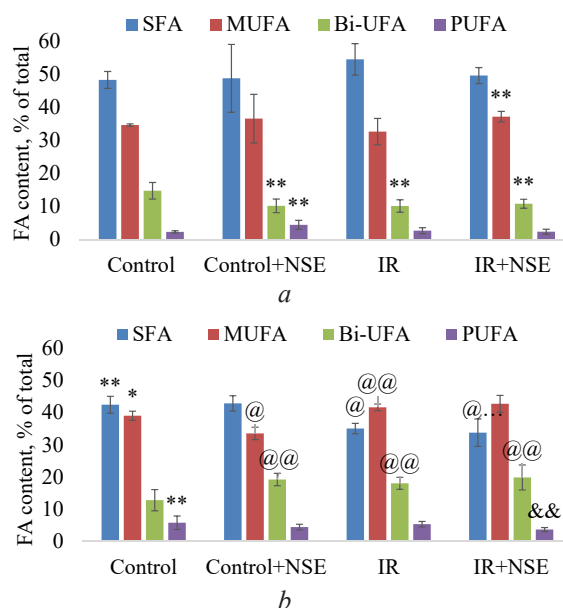 SFA MUFA Bi-UFA PUFA
FA content, % of total
60
50
40
30
20
10
0
**
**
**
**
**
Control Control+NSE IR IR+NSE
a
SFA MUFA Bi-UFA PUFA
FA content, % of total
60
50
40
30
20
10
0
** * **
@ @@
@ @@ @@
@… @@ &&
Control Control+NSE IR IR+NSE
b